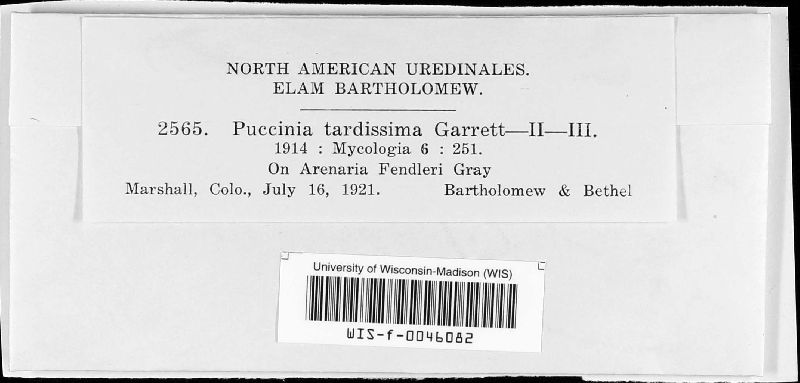 NORTH AMERICAN UREDINALES.
ELAM BARTHOLOMEW.
2565. Puccinia tardissima Garrett—II—III.
1914 : Mycologia 6 : 251.
On Arenaria Fendleri Gray
Marshall, Colo., July 16, 1921. Bartholomew & Bethel
University of Wisconsin-Madison (WIS)
WIS-f-0046082